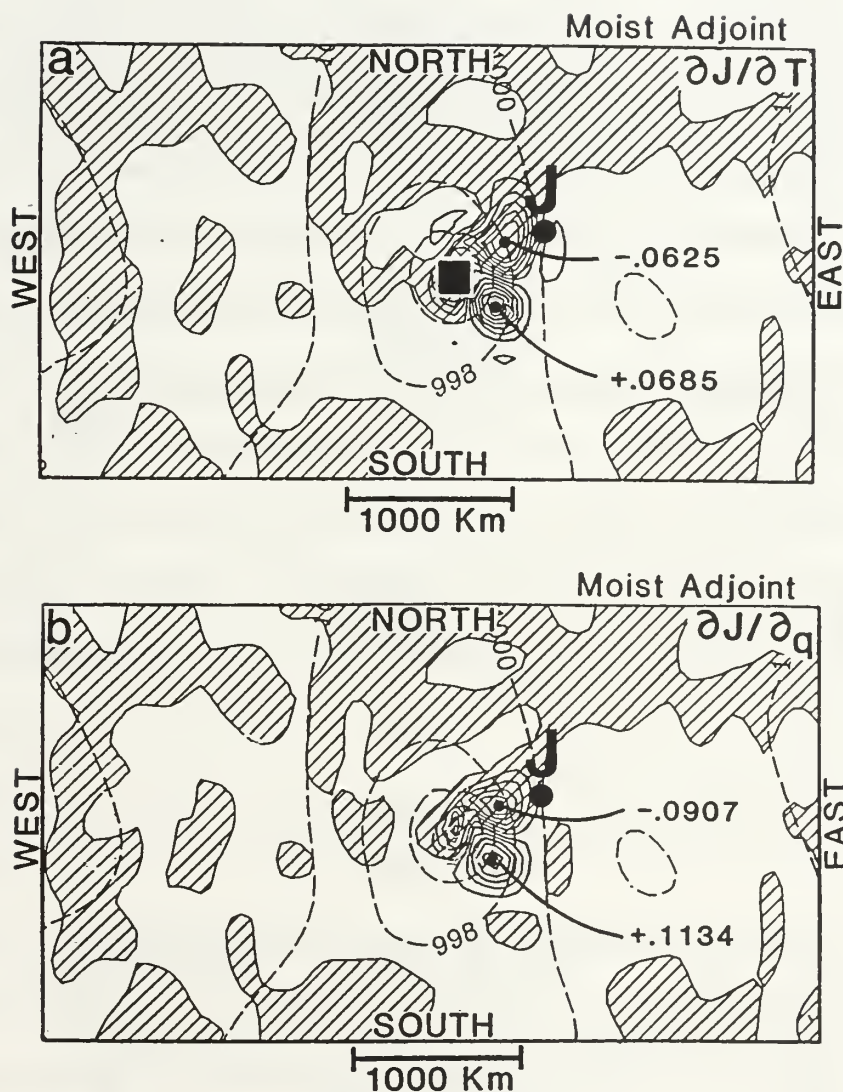 Moist Adjoint
a
NORTH
∂J/∂T
J
WEST
EAST
-.0625
+.0685
998
SOUTH
1000 Km
Moist Adjoint
b
NORTH
∂J/∂q
J
WEST
EAST
-.0907
+.1134
998
SOUTH
1000 Km